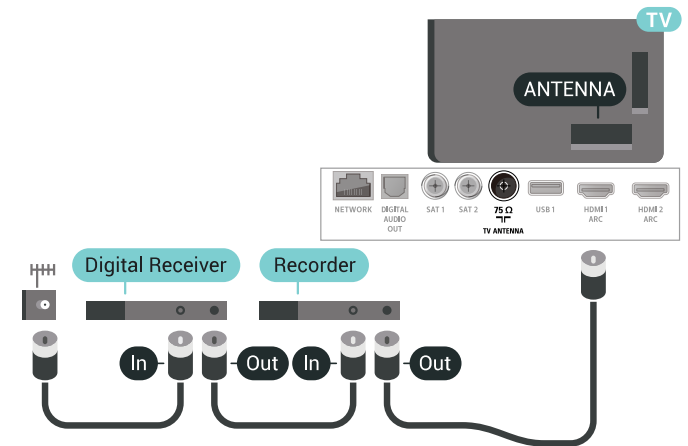 TV
ANTENNA
NETWORK
DIGITAL
AUDIO
OUT
SAT 1
SAT 2
75 Ω
TV ANTENNA
USB 1
HDMI 1
ARC
HDMI 2
ARC
Digital Receiver
Recorder
In
Out
In
Out